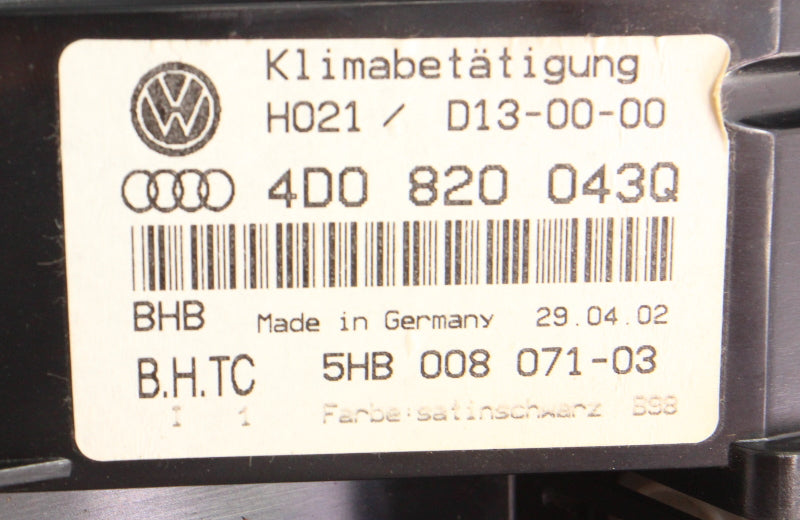 Klimabetätigung
H021 / D13-00-00
4D0 820 043Q
BHB Made in Germany 29.04.02
B.H.TC 5HB 008 071-03
I 1 Farbe:satinschwarz B98